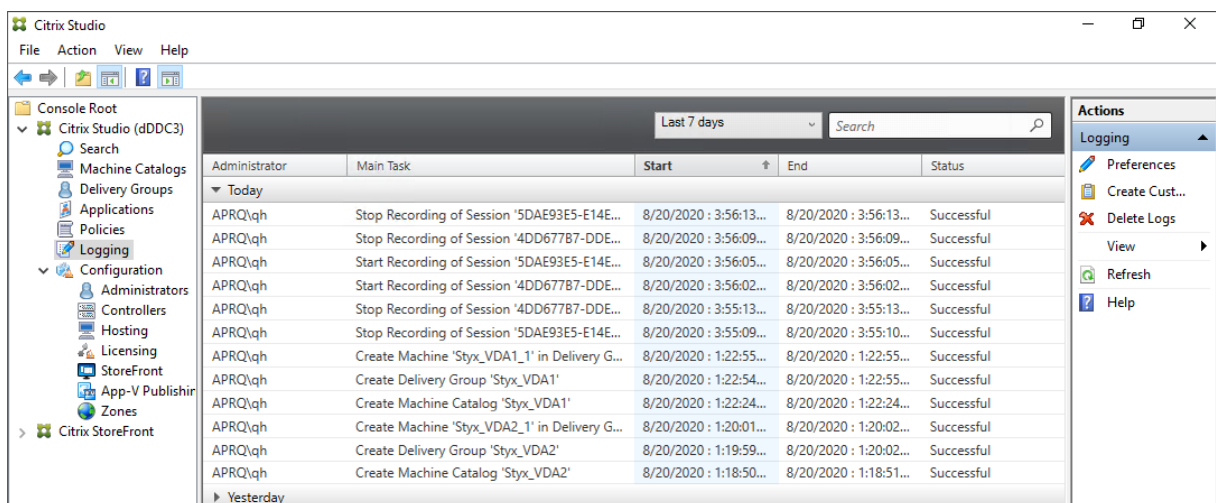 Citrix Studio
File Action View Help
Console Root
Citrix Studio (dDDC3)
Search
Machine Catalogs
Delivery Groups
Applications
Policies
Logging
Configuration
Administrators
Controllers
Hosting
Licensing
StoreFront
App-V Publishin
Zones
Citrix StoreFront
Last 7 days Search
Administrator Main Task Start End Status
Today
APRQ\qh Stop Recording of Session '5DAE93E5-E14E... 8/20/2020 : 3:56:13... 8/20/2020 : 3:56:13... Successful
APRQ\qh Stop Recording of Session '4DD677B7-DDE... 8/20/2020 : 3:56:09... 8/20/2020 : 3:56:09... Successful
APRQ\qh Start Recording of Session '5DAE93E5-E14E... 8/20/2020 : 3:56:05... 8/20/2020 : 3:56:05... Successful
APRQ\qh Start Recording of Session '4DD677B7-DDE... 8/20/2020 : 3:56:02... 8/20/2020 : 3:56:02... Successful
APRQ\qh Stop Recording of Session '4DD677B7-DDE... 8/20/2020 : 3:55:13... 8/20/2020 : 3:55:13... Successful
APRQ\qh Stop Recording of Session '5DAE93E5-E14E... 8/20/2020 : 3:55:09... 8/20/2020 : 3:55:10... Successful
APRQ\qh Create Machine 'Styx_VDA1_1' in Delivery G... 8/20/2020 : 1:22:55... 8/20/2020 : 1:22:55... Successful
APRQ\qh Create Delivery Group 'Styx_VDA1' 8/20/2020 : 1:22:54... 8/20/2020 : 1:22:55... Successful
APRQ\qh Create Machine Catalog 'Styx_VDA1' 8/20/2020 : 1:22:24... 8/20/2020 : 1:22:24... Successful
APRQ\qh Create Machine 'Styx_VDA2_1' in Delivery G... 8/20/2020 : 1:20:01... 8/20/2020 : 1:20:02... Successful
APRQ\qh Create Delivery Group 'Styx_VDA2' 8/20/2020 : 1:19:59... 8/20/2020 : 1:20:02... Successful
APRQ\qh Create Machine Catalog 'Styx_VDA2' 8/20/2020 : 1:18:50... 8/20/2020 : 1:18:51... Successful
Yesterday
Actions
Logging
Preferences
Create Cust...
Delete Logs
View
Refresh
Help